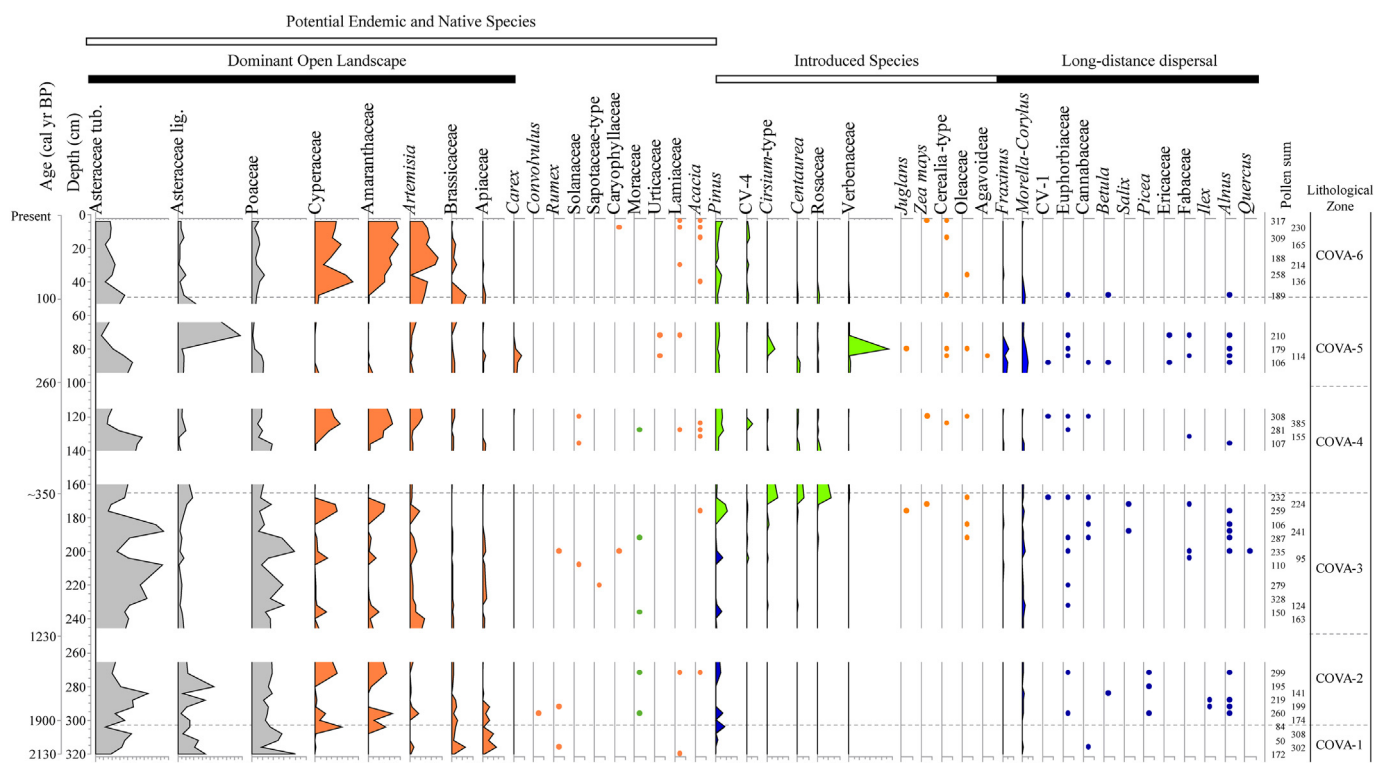 Potential Endemic and Native Species
Dominant Open Landscape
Introduced Species
Long-distance dispersal
Age (cal yr BP)
Depth (cm)
Asteraceae tub.
Asteraceae lig.
Poaceae
Cyperaceae
Amaranthaceae
Artemisia
Brassicaceae
Apiaceae
Carex
Convolvulus
Rumex
Solanaceae
Sapotaceae-type
Caryophyllaceae
Moraceae
Urticaceae
Lamiaceae
Acacia
Pinus
CV-4
Cirsium-type
Centaurea
Rosaceae
Verbenaceae
Juglans
Zea mays
Cerealia-type
Oleaceae
Agavoideae
Fraxinus
Morella-Corylus
CV-1
Euphorbiaceae
Cannabaceae
Betula
Salix
Picea
Ericaceae
Fabaceae
Ilex
Alnus
Quercus
Pollen sum
Lithological
Zone
Present 0
20
40
100
60
80
260 100
120
140
160
~350
180
200
220
240
1230
260
280
1900 300
2130 320
317
230
309
165
188
214
258
136
189
210
179
114
106
308
385
281
155
107
232
224
259
106
241
287
235
95
110
279
328
124
150
163
299
195
141
219
199
260
174
84
308
50
302
172
COVA-6
COVA-5
COVA-4
COVA-3
COVA-2
COVA-1